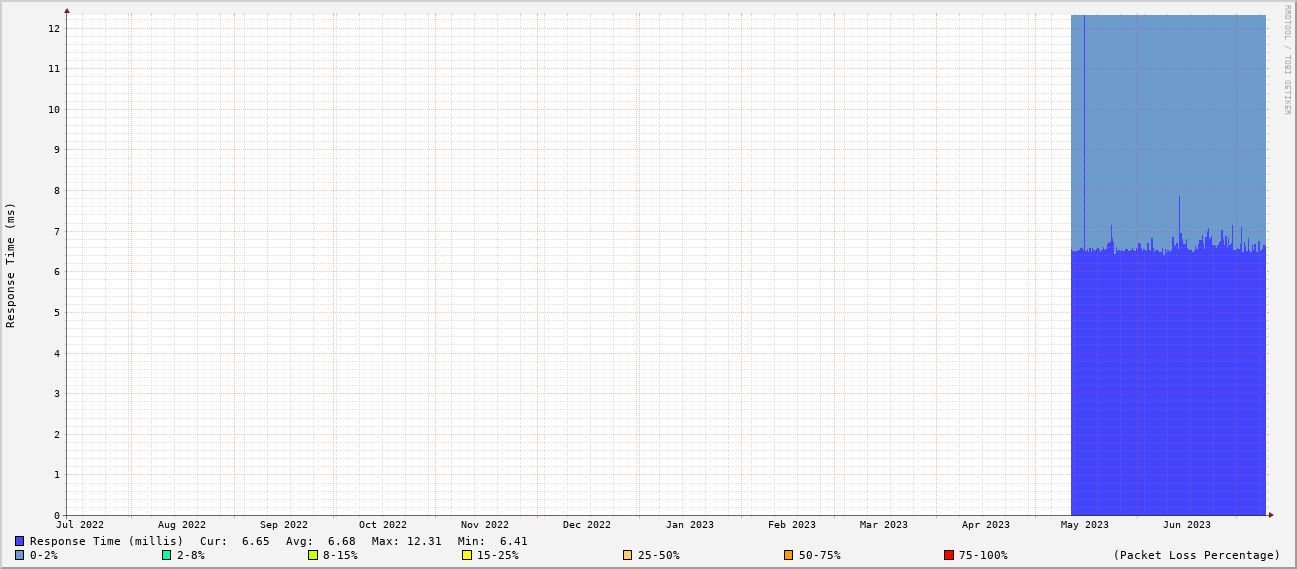 RRDTOOL / TOBI OETIKER
Response Time (ms)
12
11
10
9
8
7
6
5
4
3
2
1
0
Jul 2022 Aug 2022 Sep 2022 Oct 2022 Nov 2022 Dec 2022 Jan 2023 Feb 2023 Mar 2023 Apr 2023 May 2023 Jun 2023
Response Time (millis) Cur: 6.65 Avg: 6.68 Max: 12.31 Min: 6.41
0-2% 2-8% 8-15% 15-25% 25-50% 50-75% 75-100% (Packet Loss Percentage)